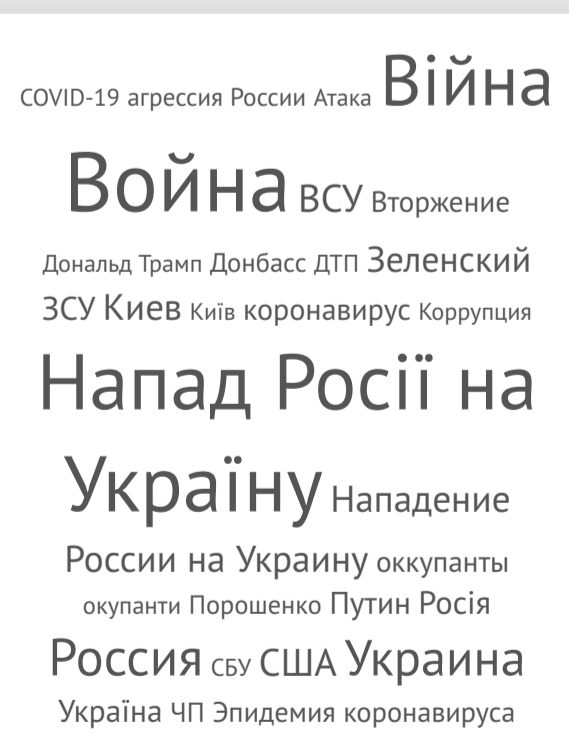 COVID-19 агрессия России Атака Війна
Война ВСУ Вторжение
Дональд Трамп Донбасс ДТП Зеленский
ЗСУ Киев Київ коронавирус Коррупция
Напад Росії на
Україну Нападение
России на Украину оккупанты
окупанти Порошенко Путин Росія
Россия СБУ США Украина
Україна ЧП Эпидемия коронавируса